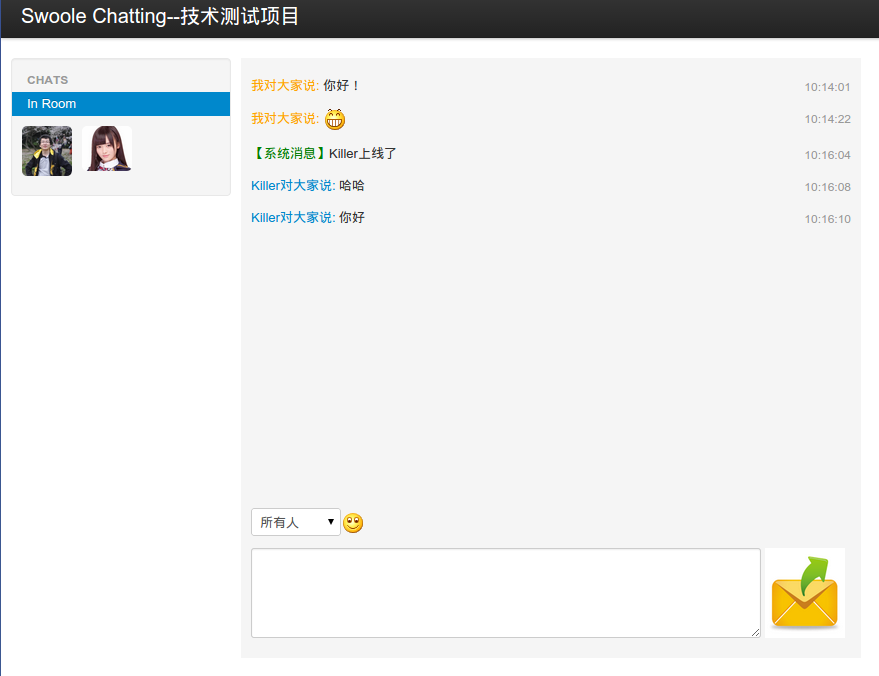 Swoole Chatting--技术测试项目
CHATS
In Room
我对大家说: 你好！ 10:14:01
我对大家说: 10:14:22
【系统消息】Killer上线了 10:16:04
Killer对大家说: 哈哈 10:16:08
Killer对大家说: 你好 10:16:10
所有人